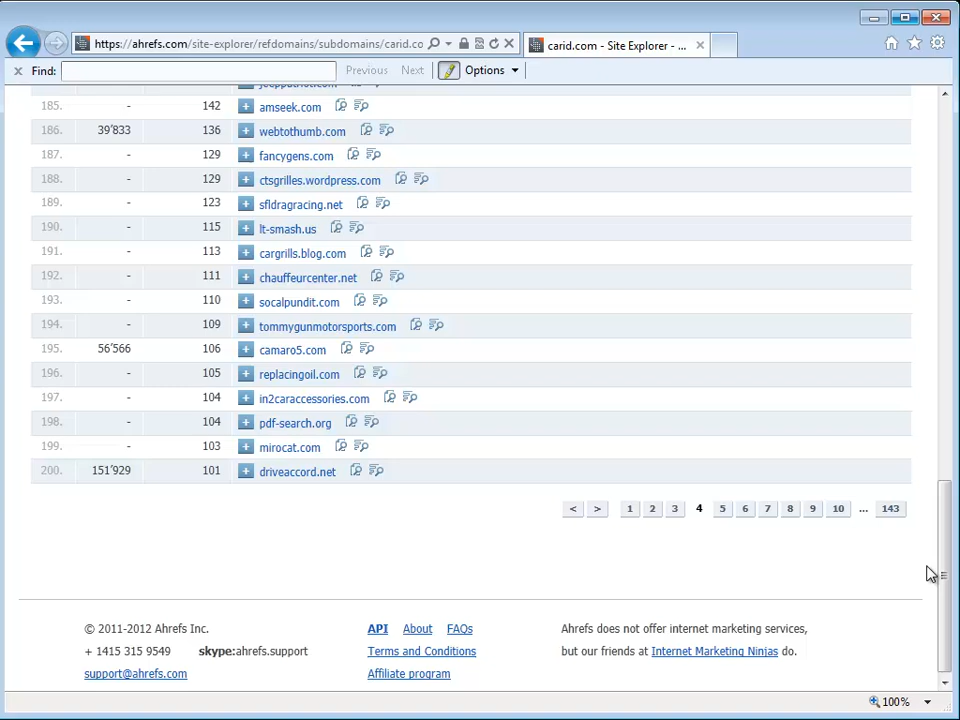 https://ahrefs.com/site-explorer/refdomains/subdomains/carid.co
carid.com - Site Explorer - ...
Find: Previous Next Options
185. - 142 amseek.com
186. 39'833 136 webtothumb.com
187. - 129 fancygens.com
188. - 129 ctsgrilles.wordpress.com
189. - 123 sfldragracing.net
190. - 115 lt-smash.us
191. - 113 cargrills.blog.com
192. - 111 chauffeurcenter.net
193. - 110 socalpundit.com
194. - 109 tommygunmotorsports.com
195. 56'566 106 camaro5.com
196. - 105 replacingoil.com
197. - 104 in2caraccessories.com
198. - 104 pdf-search.org
199. - 103 mirocat.com
200. 151'929 101 driveaccord.net
< > 1 2 3 4 5 6 7 8 9 10 ... 143
© 2011-2012 Ahrefs Inc. API About FAQs Ahrefs does not offer internet marketing services,
+ 1415 315 9549 skype:ahrefs.support Terms and Conditions but our friends at Internet Marketing Ninjas do.
support@ahrefs.com Affiliate program
100%